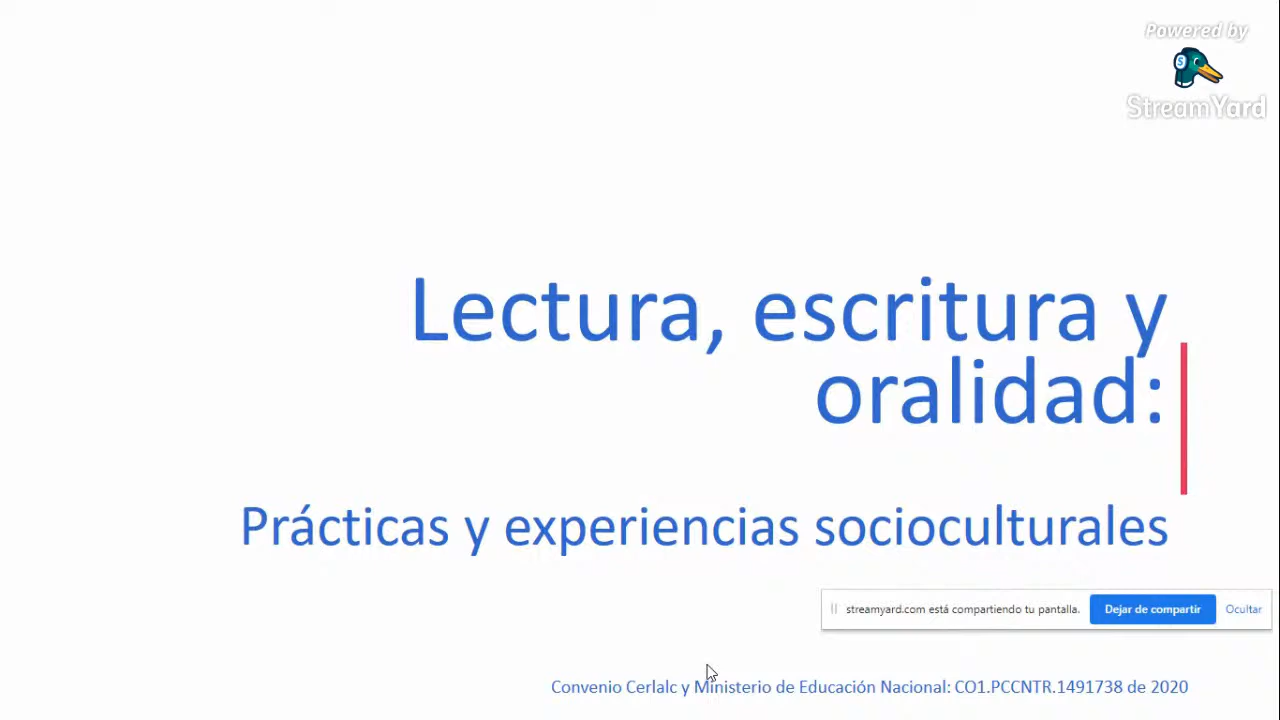 Powered by
StreamYard
Lectura, escritura y
oralidad:
Prácticas y experiencias socioculturales
streamyard.com está compartiendo tu pantalla. Dejar de compartir Ocultar
Convenio Cerlalc y Ministerio de Educación Nacional: CO1.PCCNTR.1491738 de 2020